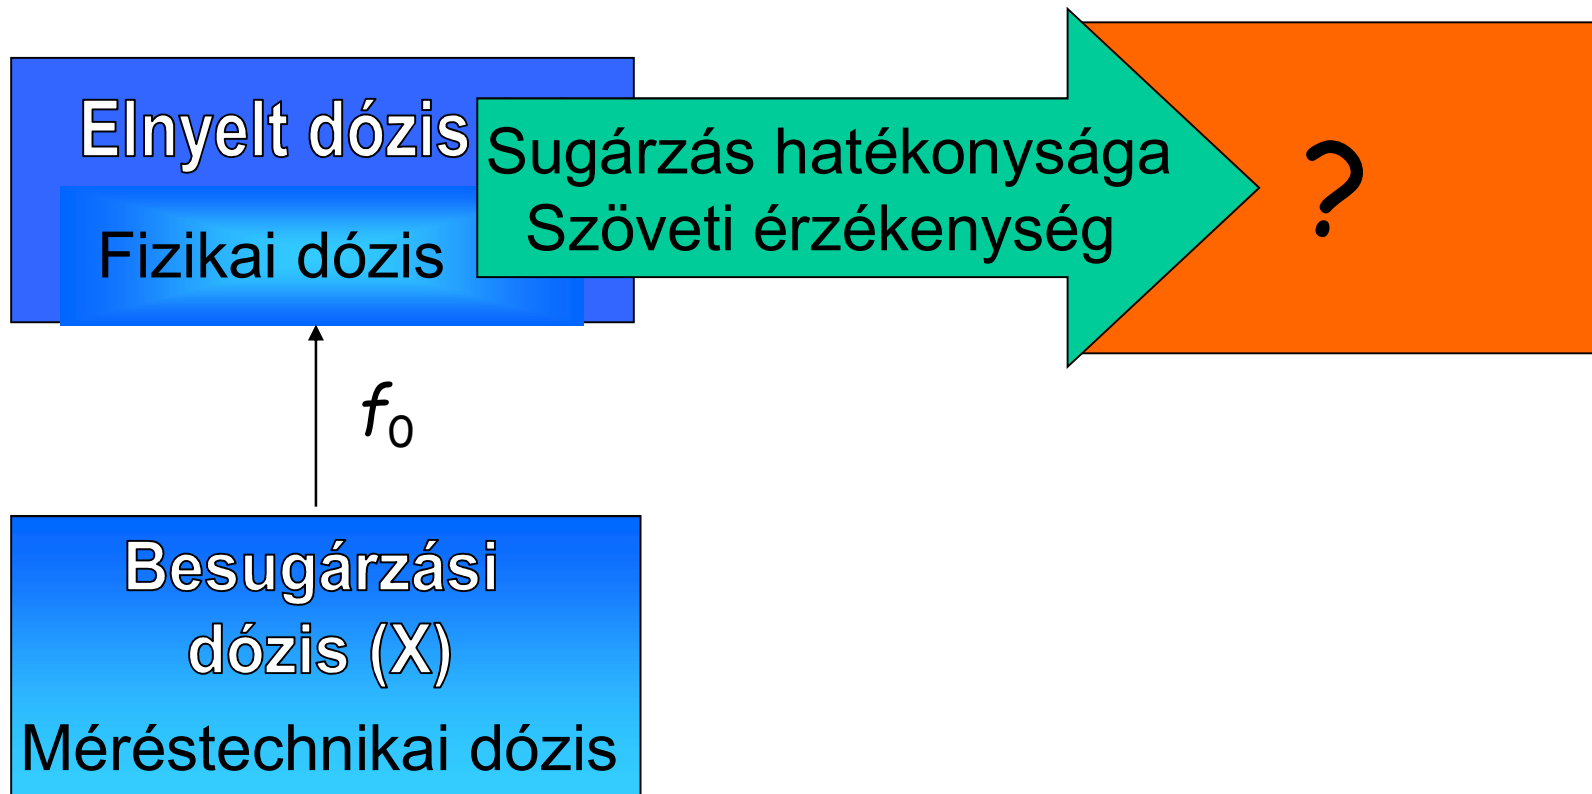 Elnyelt dózis
Fizikai dózis
Sugárzás hatékonysága
Szöveti érzékenység
?
f₀
Besugárzási
dózis (X)
Méréstechnikai dózis